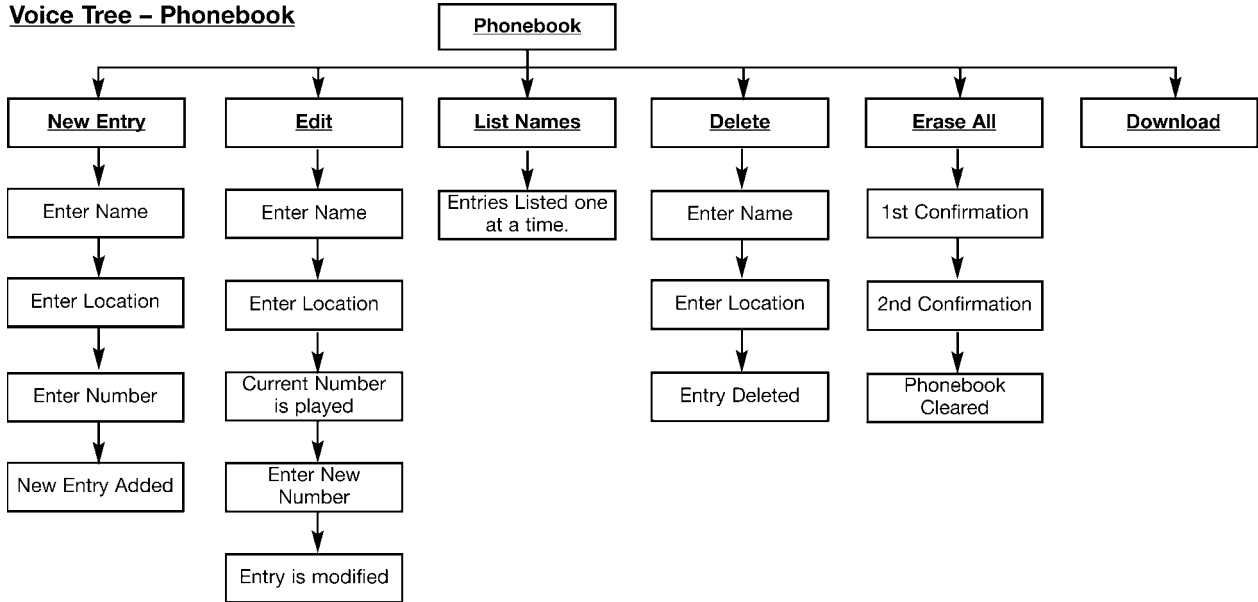 Voice Tree – Phonebook
Phonebook
New Entry
Edit
List Names
Delete
Erase All
Download
Enter Name
Enter Name
Entries Listed one
at a time.
Enter Name
1st Confirmation
Enter Location
Enter Location
Enter Location
2nd Confirmation
Enter Number
Current Number
is played
Entry Deleted
Phonebook
Cleared
New Entry Added
Enter New
Number
Entry is modified